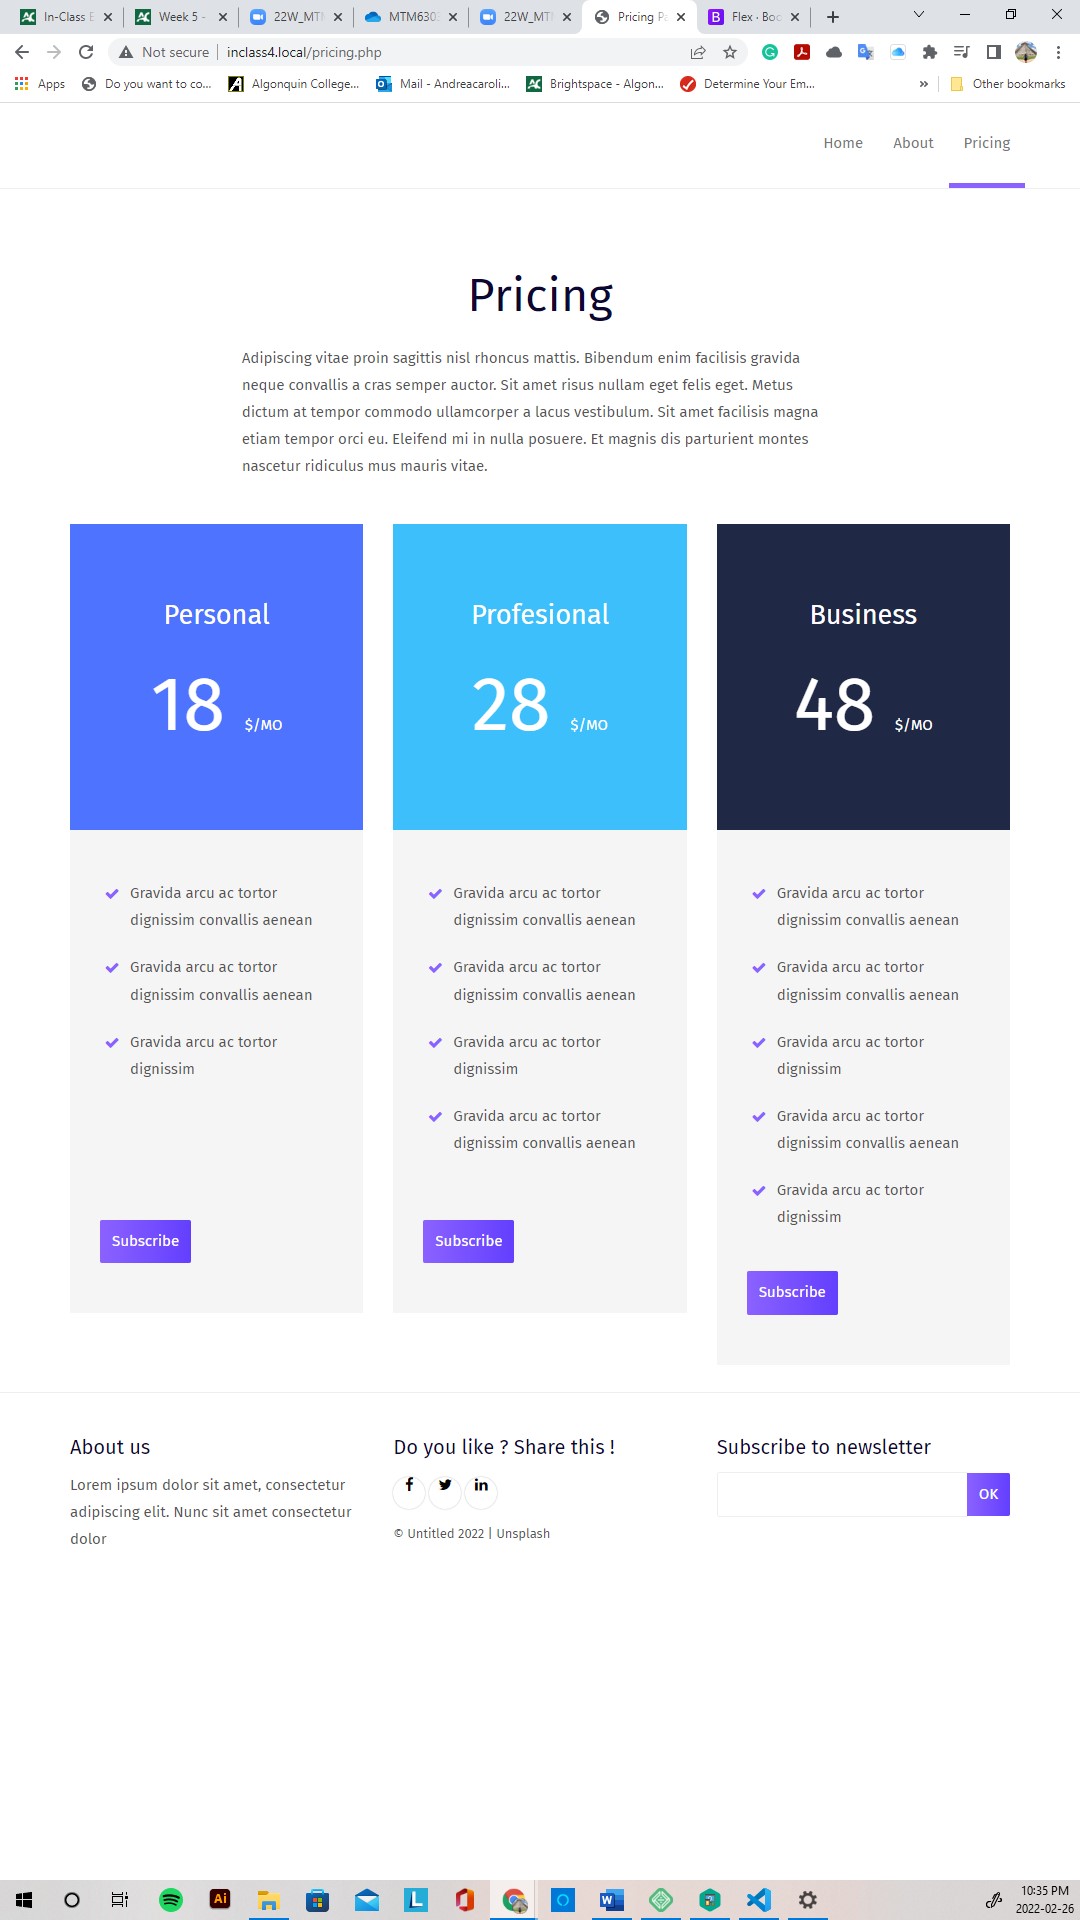 In-Class E
Week 5 -
22W_MTM
MTM630
22W_MT
Pricing Pa
Flex · Boo
Not secure | inclass4.local/pricing.php
Apps
Do you want to co...
Algonquin College...
Mail - Andreacaroli...
Brightspace - Algon...
Determine Your Em...
»
Other bookmarks
Home
About
Pricing
Pricing
Adipiscing vitae proin sagittis nisl rhoncus mattis. Bibendum enim facilisis gravida
neque convallis a cras semper auctor. Sit amet risus nullam eget felis eget. Metus
dictum at tempor commodo ullamcorper a lacus vestibulum. Sit amet facilisis magna
etiam tempor orci eu. Eleifend mi in nulla posuere. Et magnis dis parturient montes
nascetur ridiculus mus mauris vitae.
Personal
18 $/MO
Gravida arcu ac tortor
dignissim convallis aenean
Gravida arcu ac tortor
dignissim convallis aenean
Gravida arcu ac tortor
dignissim
Subscribe
Profesional
28 $/MO
Gravida arcu ac tortor
dignissim convallis aenean
Gravida arcu ac tortor
dignissim convallis aenean
Gravida arcu ac tortor
dignissim
Gravida arcu ac tortor
dignissim convallis aenean
Subscribe
Business
48 $/MO
Gravida arcu ac tortor
dignissim convallis aenean
Gravida arcu ac tortor
dignissim convallis aenean
Gravida arcu ac tortor
dignissim
Gravida arcu ac tortor
dignissim convallis aenean
Gravida arcu ac tortor
dignissim
Subscribe
About us
Lorem ipsum dolor sit amet, consectetur
adipiscing elit. Nunc sit amet consectetur
dolor
Do you like ? Share this !
© Untitled 2022 | Unsplash
Subscribe to newsletter
OK
10:35 PM
2022-02-26